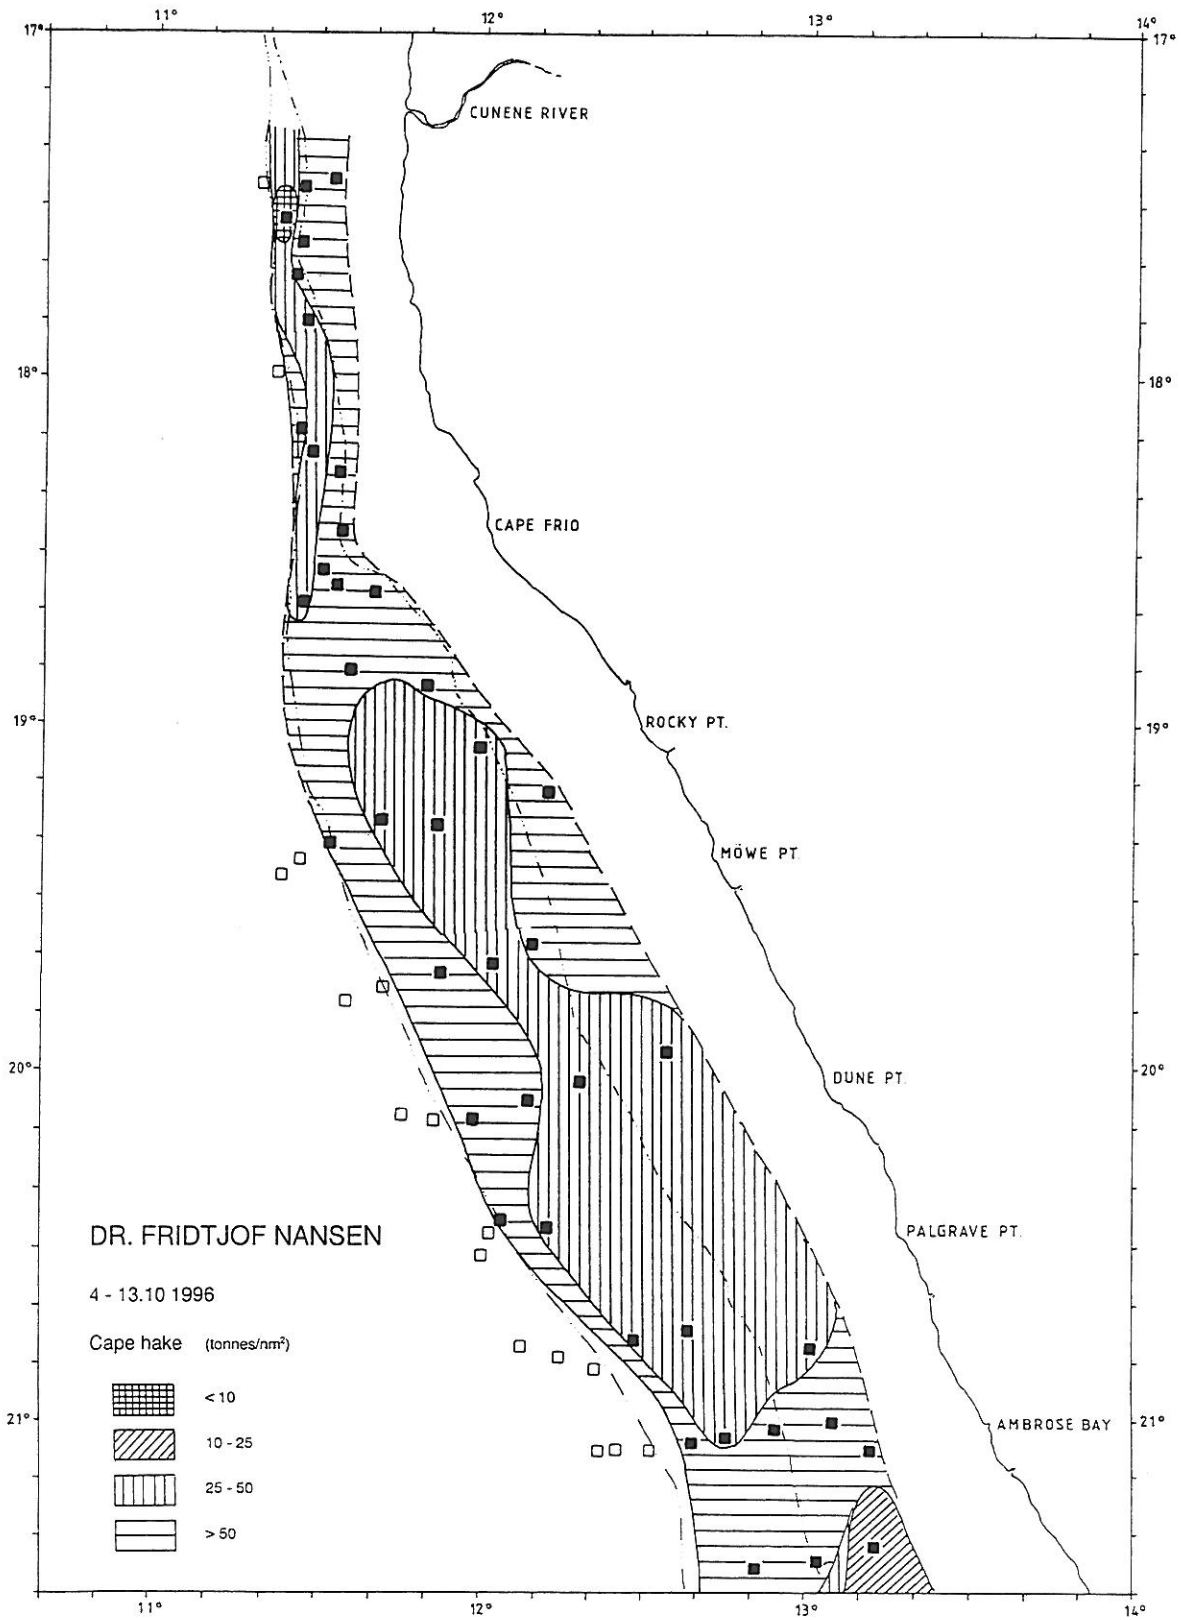 11° 12° 13° 14°
17° 17°
CUNENE RIVER
18° 18°
CAPE FRIO
19° 19°
ROCKY PT.
MÖWE PT.
20° 20°
DUNE PT.
PALGRAVE PT.
DR. FRIDTJOF NANSEN
4 - 13.10 1996
Cape hake (tonnes/nm²)
< 10
10 - 25
25 - 50
> 50
21° 21°
AMBROSE BAY
11° 12° 13° 14°